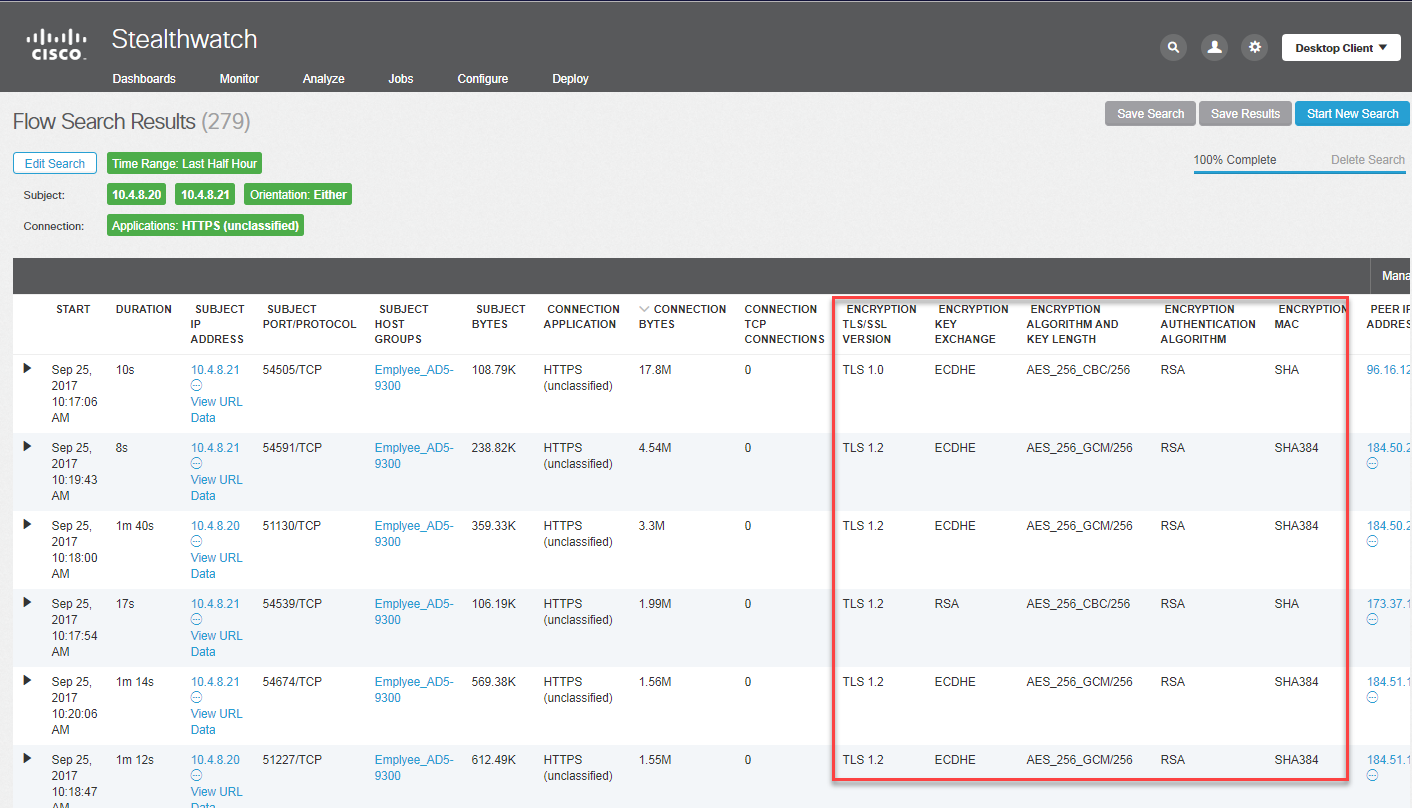 CISCO
Stealthwatch
Desktop Client
Dashboards Monitor Analyze Jobs Configure Deploy
Flow Search Results (279)
Save Search Save Results Start New Search
Edit Search Time Range: Last Half Hour
100% Complete Delete Search
Subject: 10.4.8.20 10.4.8.21 Orientation: Either
Connection: Applications: HTTPS (unclassified)
Mana
START DURATION SUBJECT IP ADDRESS SUBJECT PORT/PROTOCOL SUBJECT HOST GROUPS SUBJECT BYTES CONNECTION APPLICATION CONNECTION BYTES CONNECTION TCP CONNECTIONS ENCRYPTION TLS/SSL VERSION ENCRYPTION KEY EXCHANGE ENCRYPTION ALGORITHM AND KEY LENGTH ENCRYPTION AUTHENTICATION ALGORITHM ENCRYPTION MAC PEER IP ADDRES
Sep 25, 2017 10:17:06 AM 10s 10.4.8.21 View URL Data 54505/TCP Emplyee_AD5-9300 108.79K HTTPS (unclassified) 17.8M 0 TLS 1.0 ECDHE AES_256_CBC/256 RSA SHA 96.16.12
Sep 25, 2017 10:19:43 AM 8s 10.4.8.21 View URL Data 54591/TCP Emplyee_AD5-9300 238.82K HTTPS (unclassified) 4.54M 0 TLS 1.2 ECDHE AES_256_GCM/256 RSA SHA384 184.50.2
Sep 25, 2017 10:18:00 AM 1m 40s 10.4.8.20 View URL Data 51130/TCP Emplyee_AD5-9300 359.33K HTTPS (unclassified) 3.3M 0 TLS 1.2 ECDHE AES_256_GCM/256 RSA SHA384 184.50.2
Sep 25, 2017 10:17:54 AM 17s 10.4.8.21 View URL Data 54539/TCP Emplyee_AD5-9300 106.19K HTTPS (unclassified) 1.99M 0 TLS 1.2 RSA AES_256_CBC/256 RSA SHA 173.37.1
Sep 25, 2017 10:20:06 AM 1m 14s 10.4.8.21 View URL Data 54674/TCP Emplyee_AD5-9300 569.38K HTTPS (unclassified) 1.56M 0 TLS 1.2 ECDHE AES_256_GCM/256 RSA SHA384 184.51.1
Sep 25, 2017 10:18:47 AM 1m 12s 10.4.8.20 View URL Data 51227/TCP Emplyee_AD5-9300 612.49K HTTPS (unclassified) 1.55M 0 TLS 1.2 ECDHE AES_256_GCM/256 RSA SHA384 184.51.1